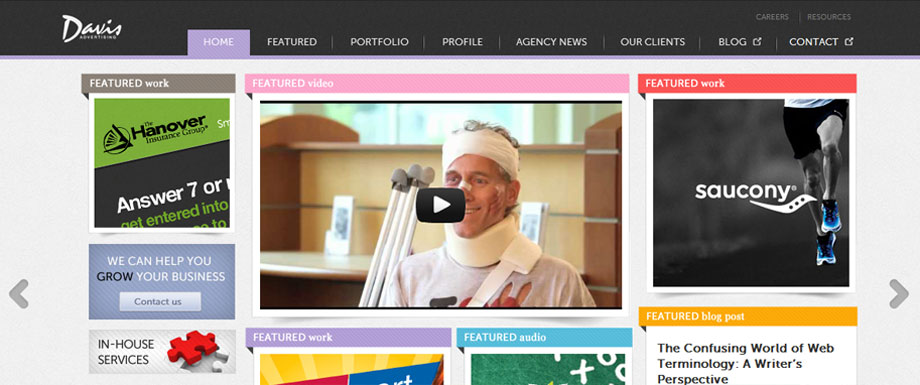 Davis
ADVERTISING
CAREERS RESOURCES
HOME FEATURED PORTFOLIO PROFILE AGENCY NEWS OUR CLIENTS BLOG CONTACT
FEATURED work
The
Hanover
Insurance Group®
Answer 7 or
get entered into
WE CAN HELP YOU
GROW YOUR BUSINESS
Contact us
IN-HOUSE
SERVICES
FEATURED video
FEATURED work
FEATURED audio
FEATURED work
saucony®
FEATURED blog post
The Confusing World of Web
Terminology: A Writer's
Perspective